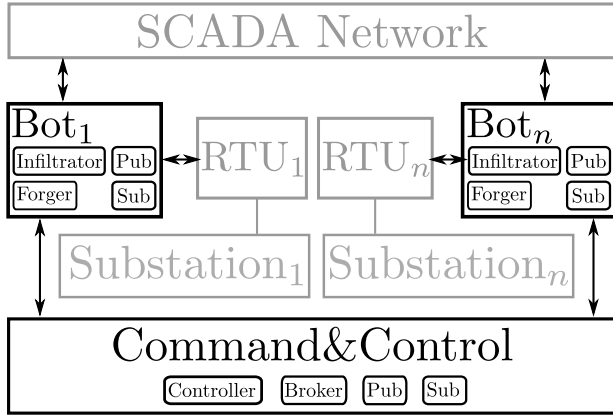 SCADA Network
Bot₁
Infiltrator Pub
Forger Sub
RTU₁
RTUₙ
Botₙ
Infiltrator Pub
Forger Sub
Substation₁
Substationₙ
Command&Control
Controller Broker Pub Sub